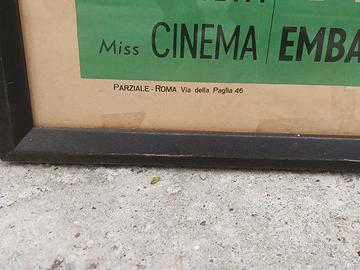 Miss CINEMA EMBA
PARZIALE - ROMA Via della Paglia 46